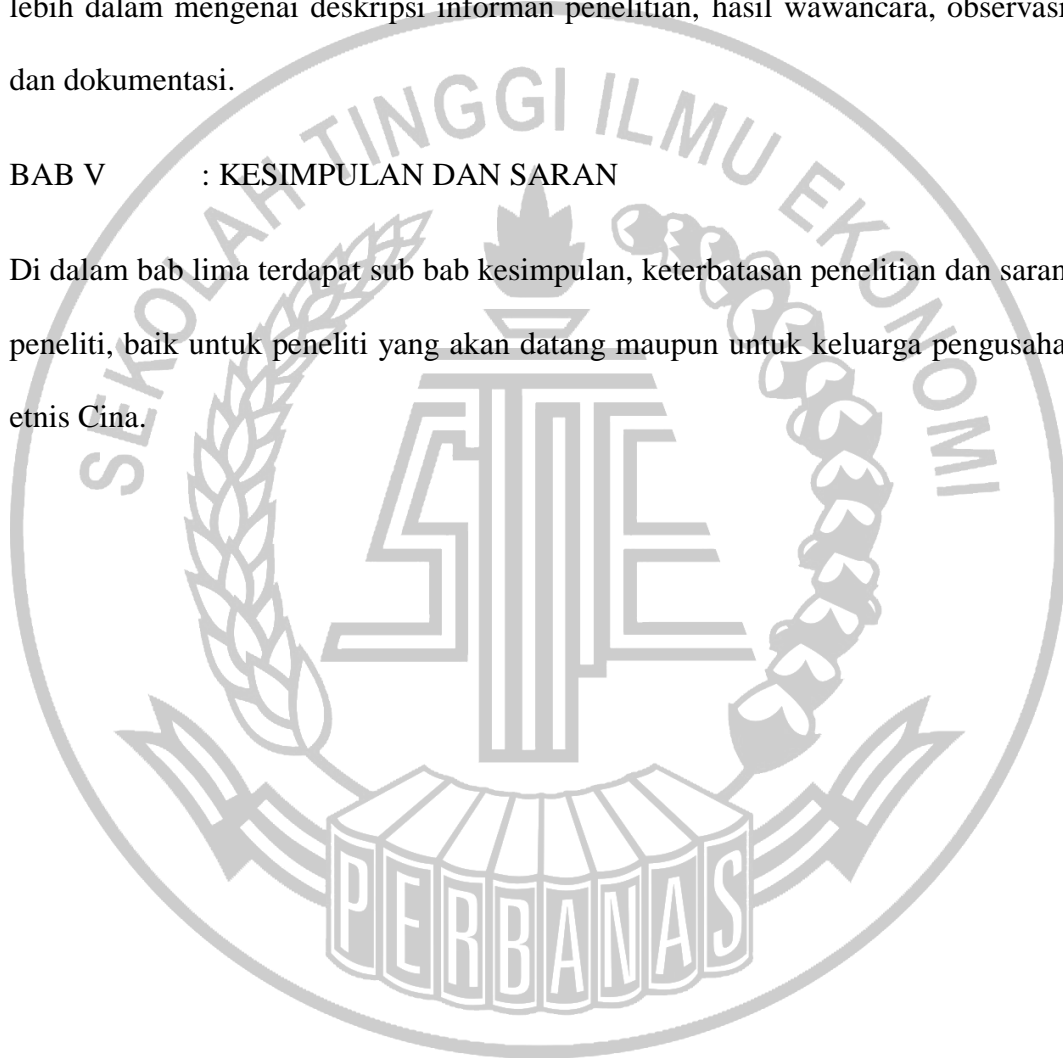 lebih dalam mengenai deskripsi informan penelitian, hasil wawancara, observasi
dan dokumentasi.
BAB V : KESIMPULAN DAN SARAN
Di dalam bab lima terdapat sub bab kesimpulan, keterbatasan penelitian dan saran
peneliti, baik untuk peneliti yang akan datang maupun untuk keluarga pengusaha
etnis Cina.
SEKOLAH TINGGI ILMU EKONOMI
STIE
PERBANAS